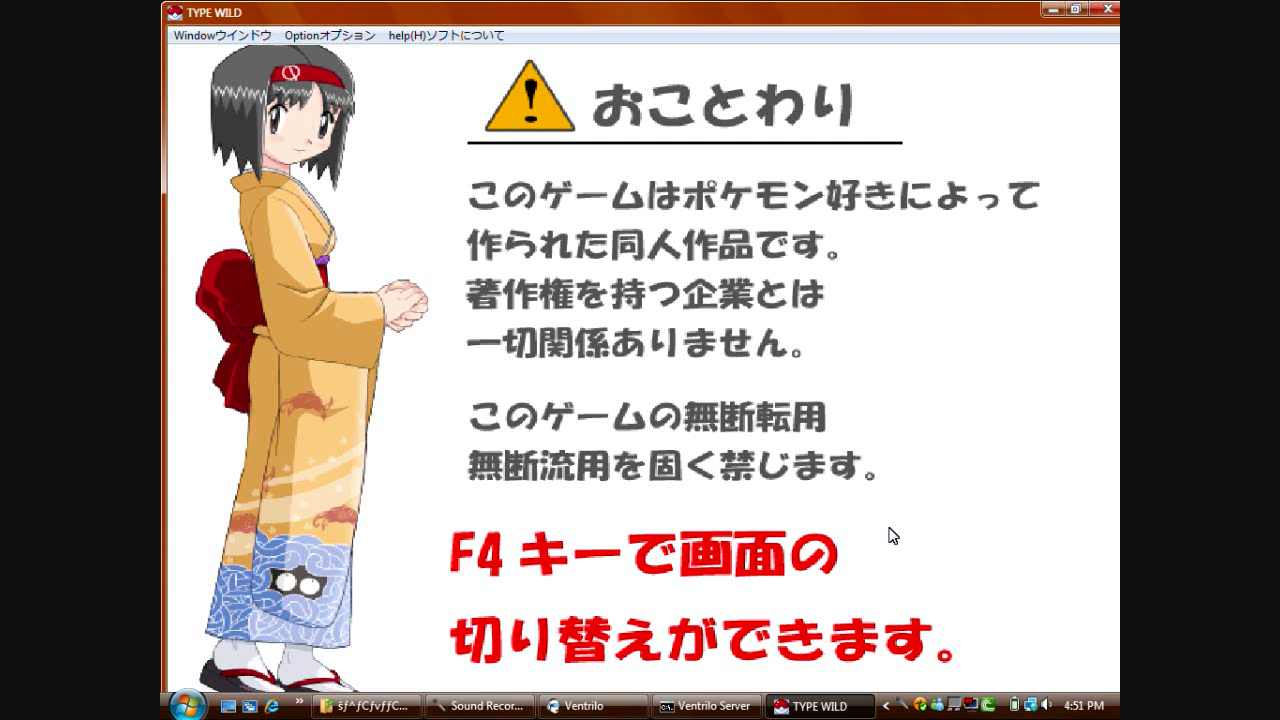 TYPE WILD
Windowウインドウ Optionオプション help(H)ソフトについて
おことわり
このゲームはポケモン好きによって
作られた同人作品です。
著作権を持つ企業とは
一切関係ありません。
このゲームの無断転用
無断流用を固く禁じます。
F4 キーで画面の
切り替えができます。
šƒ^ƒCƒvƒƒC... Sound Recor... Ventrilo Ventrilo Server TYPE WILD 4:51 PM